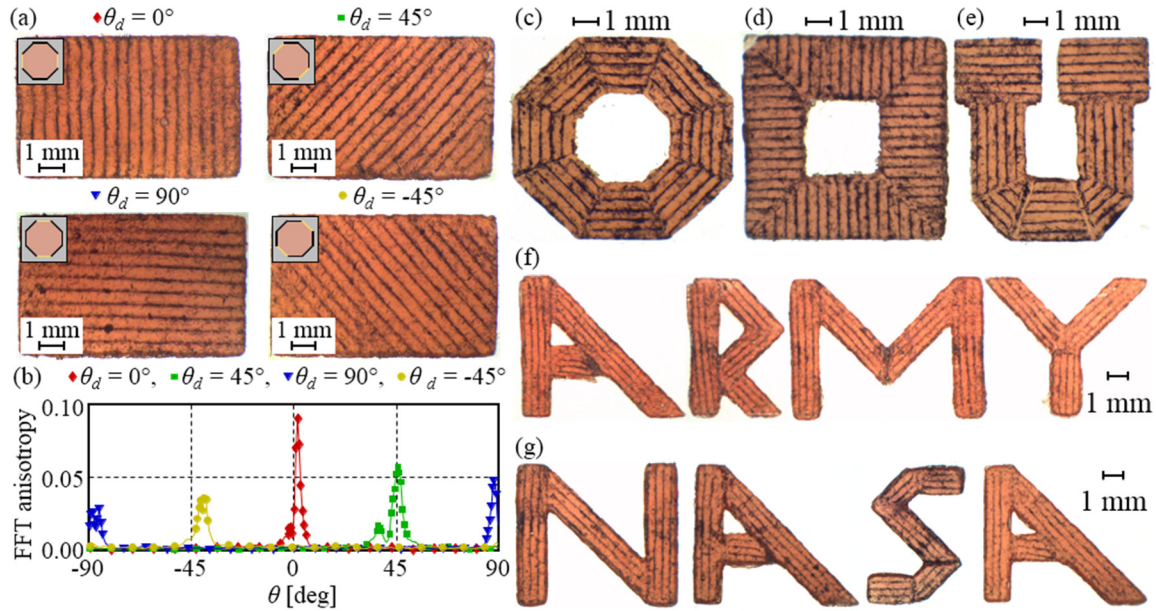 (a) θd = 0° θd = 45°
1 mm 1 mm
θd = 90° θd = -45°
1 mm 1 mm
(b) θd = 0°, θd = 45°, θd = 90°, θd = -45°
FFT anisotropy
0.10
0.05
0.00
-90 -45 0 45 90
θ [deg]
(c) 1 mm (d) 1 mm (e) 1 mm
O O U
(f)
ARMY
1 mm
(g)
NASA
1 mm